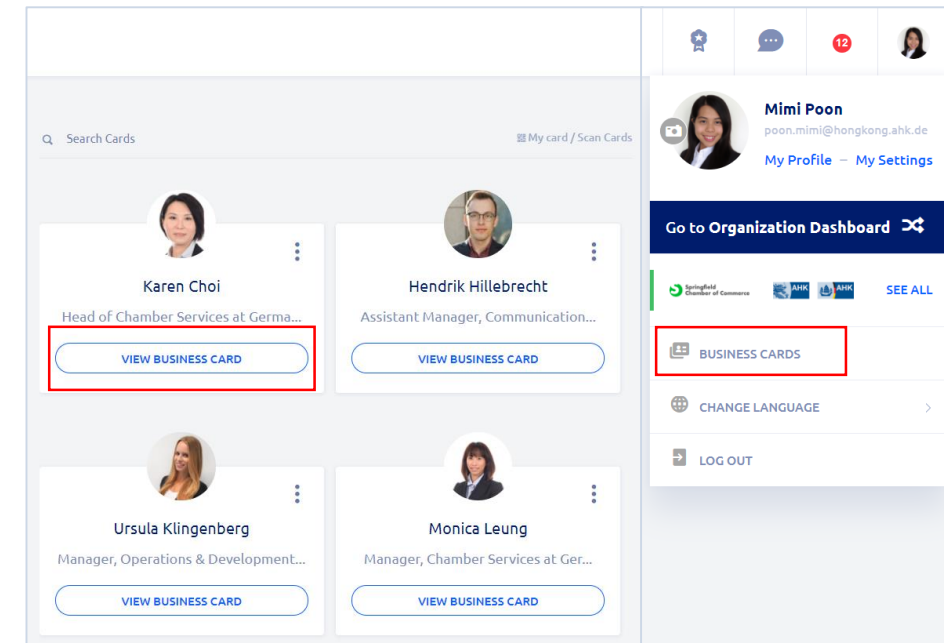 Search Cards
My card / Scan Cards
Karen Choi
Head of Chamber Services at Germa...
VIEW BUSINESS CARD
Hendrik Hillebrecht
Assistant Manager, Communication...
VIEW BUSINESS CARD
Ursula Klingenberg
Manager, Operations & Development...
VIEW BUSINESS CARD
Monica Leung
Manager, Chamber Services at Ger...
VIEW BUSINESS CARD
12
Mimi Poon
poon.mimi@hongkong.ahk.de
My Profile – My Settings
Go to Organization Dashboard
Springfield
Chamber of Commerce
AHK
AHK
SEE ALL
BUSINESS CARDS
CHANGE LANGUAGE
LOG OUT